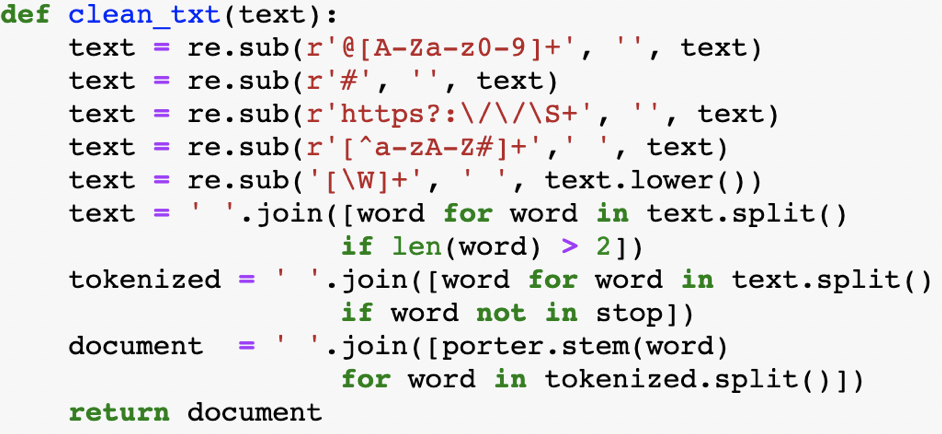 def clean_txt(text):
    text = re.sub(r'@[A-Za-z0-9]+', '', text)
    text = re.sub(r'#', '', text)
    text = re.sub(r'https?:\/\/\S+', '', text)
    text = re.sub(r'[^a-zA-Z#]+',' ', text)
    text = re.sub('[\W]+', ' ', text.lower())
    text = ' '.join([word for word in text.split()
                    if len(word) > 2])
    tokenized = ' '.join([word for word in text.split()
                    if word not in stop])
    document  = ' '.join([porter.stem(word)
                    for word in tokenized.split()])
    return document